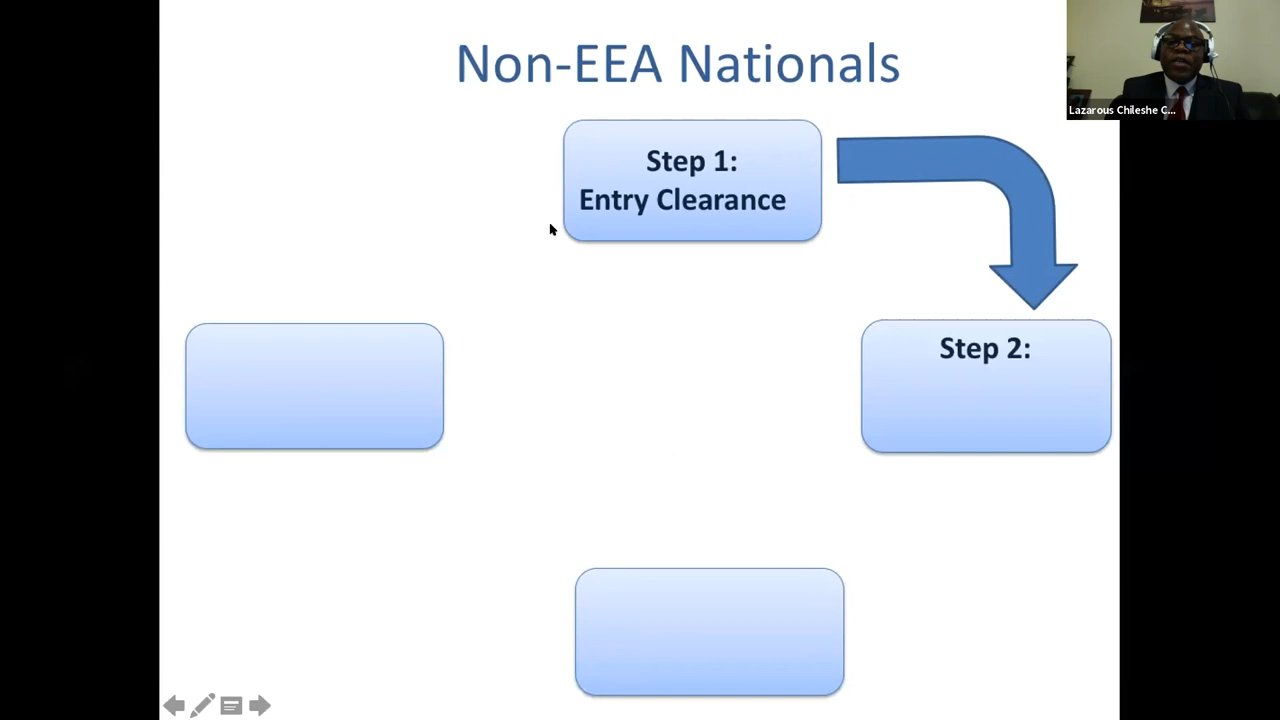 Non-EEA Nationals
Lazarous Chileshe C...
Step 1:
Entry Clearance
Step 2: